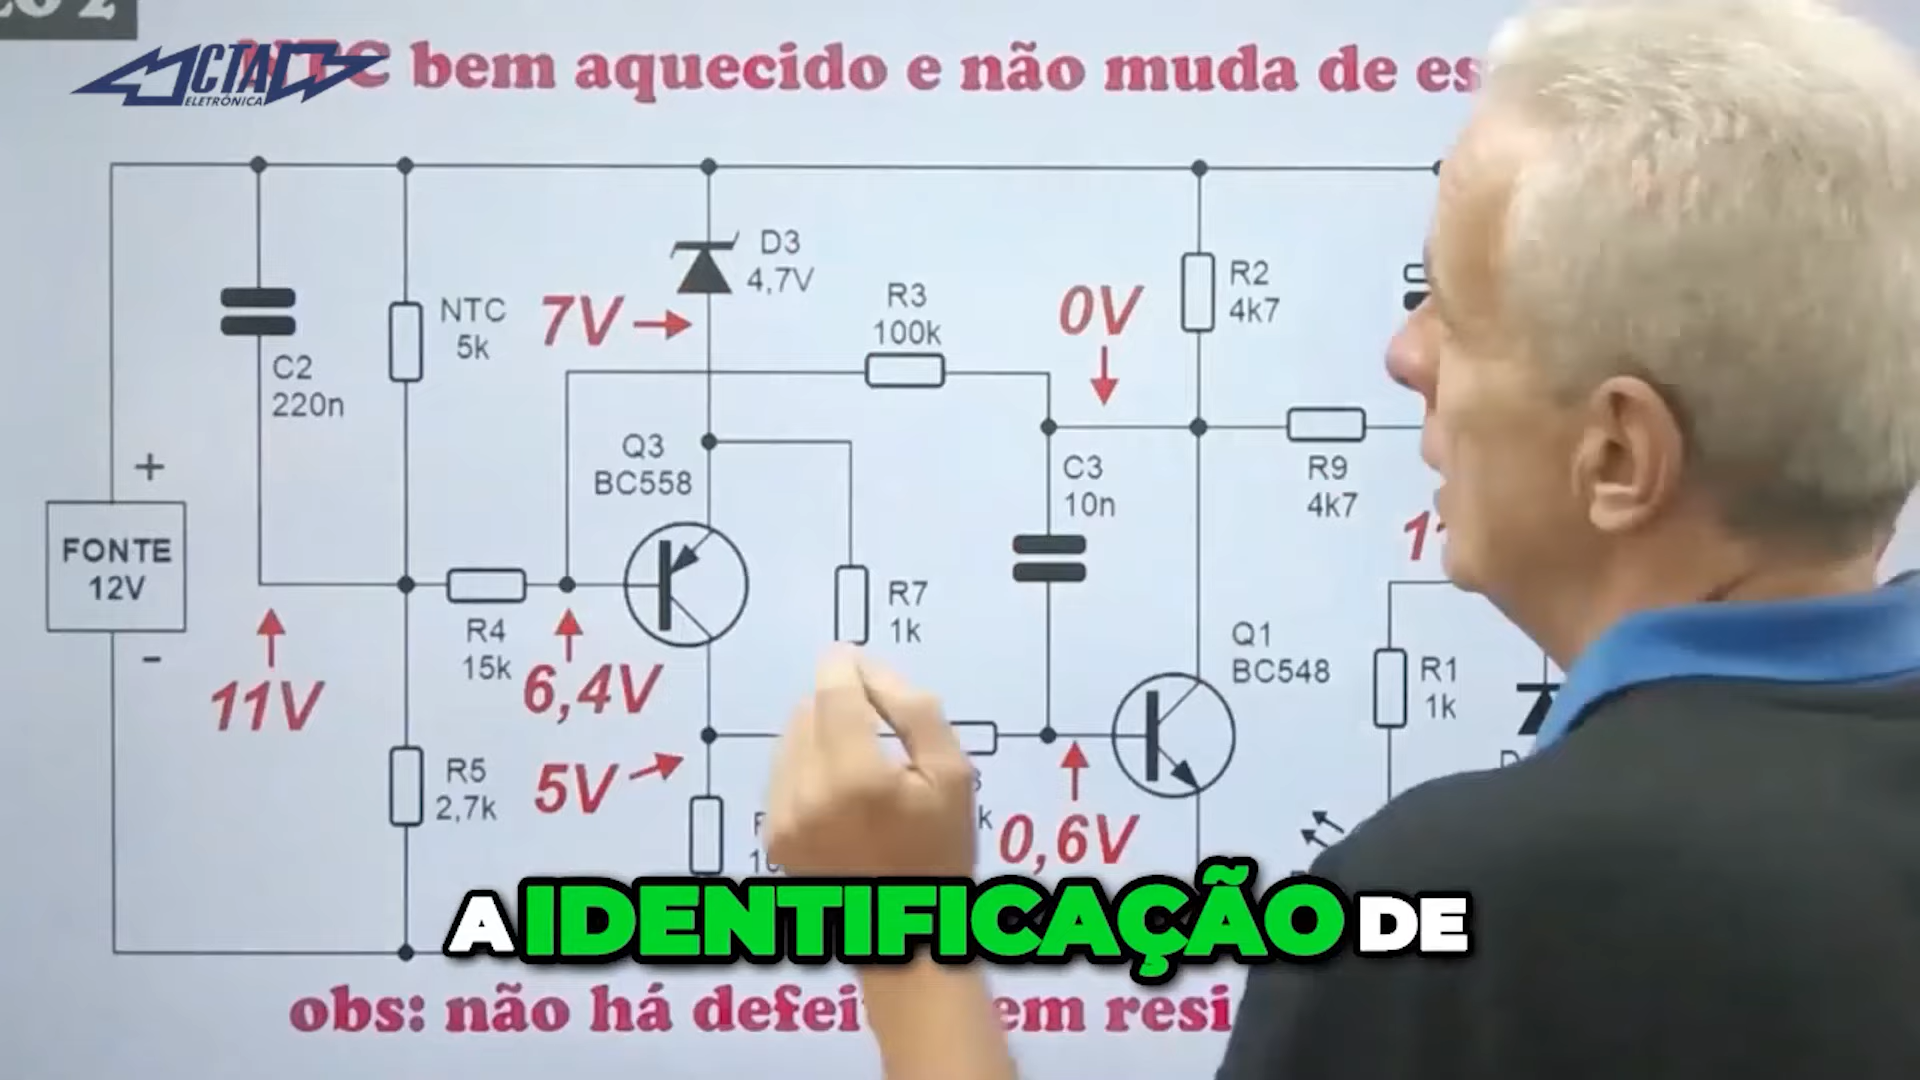 CTA
ELETRÔNICA
NTC bem aquecido e não muda de es
D3
4,7V
7V
NTC
5k
R3
100k
0V
R2
4k7
C2
220n
Q3
BC558
C3
10n
R9
4k7
+
FONTE
12V
-
R4
15k
R7
1k
11V
6,4V
Q1
BC548
R1
1k
R5
2,7k
5V
0,6V
k
A IDENTIFICAÇÃO DE
obs: não há defei em resi